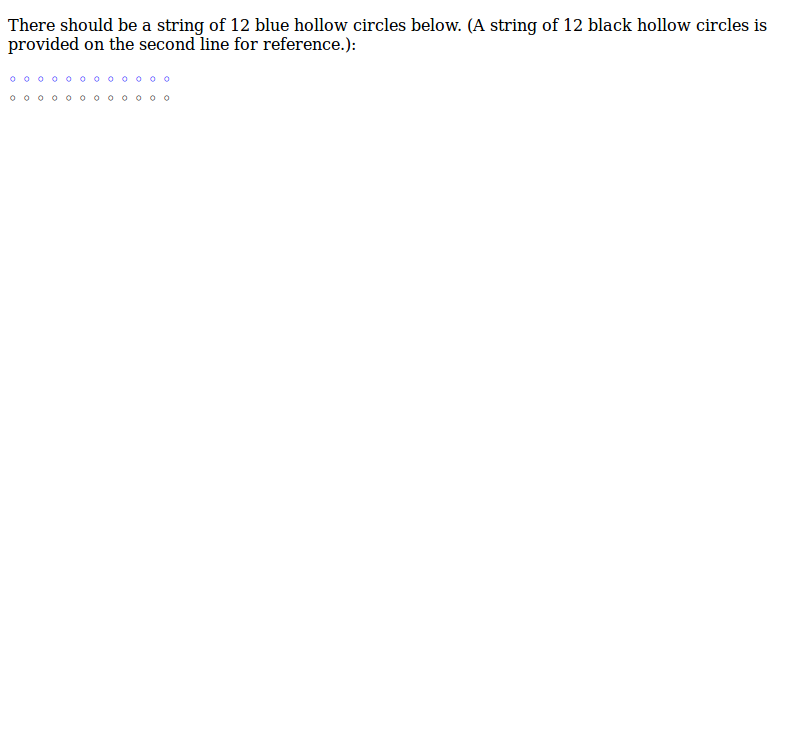 There should be a string of 12 blue hollow circles below. (A string of 12 black hollow circles is
provided on the second line for reference.):
◦ ◦ ◦ ◦ ◦ ◦ ◦ ◦ ◦ ◦ ◦ ◦
◦ ◦ ◦ ◦ ◦ ◦ ◦ ◦ ◦ ◦ ◦ ◦